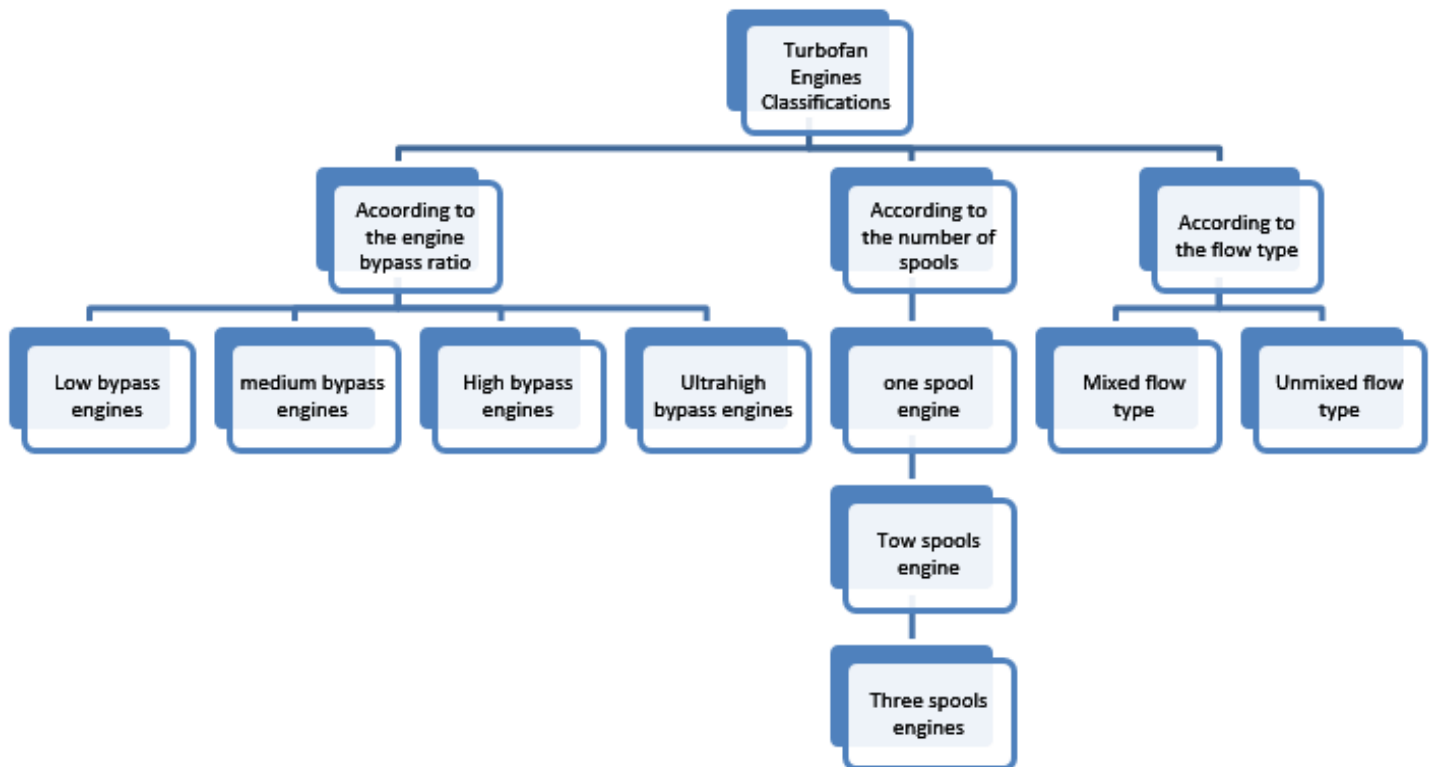 Turbofan
Engines
Classifications
Acoording to
the engine
bypass ratio
According to
the number of
spools
According to
the flow type
Low bypass
engines
medium bypass
engines
High bypass
engines
Ultrahigh
bypass engines
one spool
engine
Mixed flow
type
Unmixed flow
type
Tow spools
engine
Three spools
engines